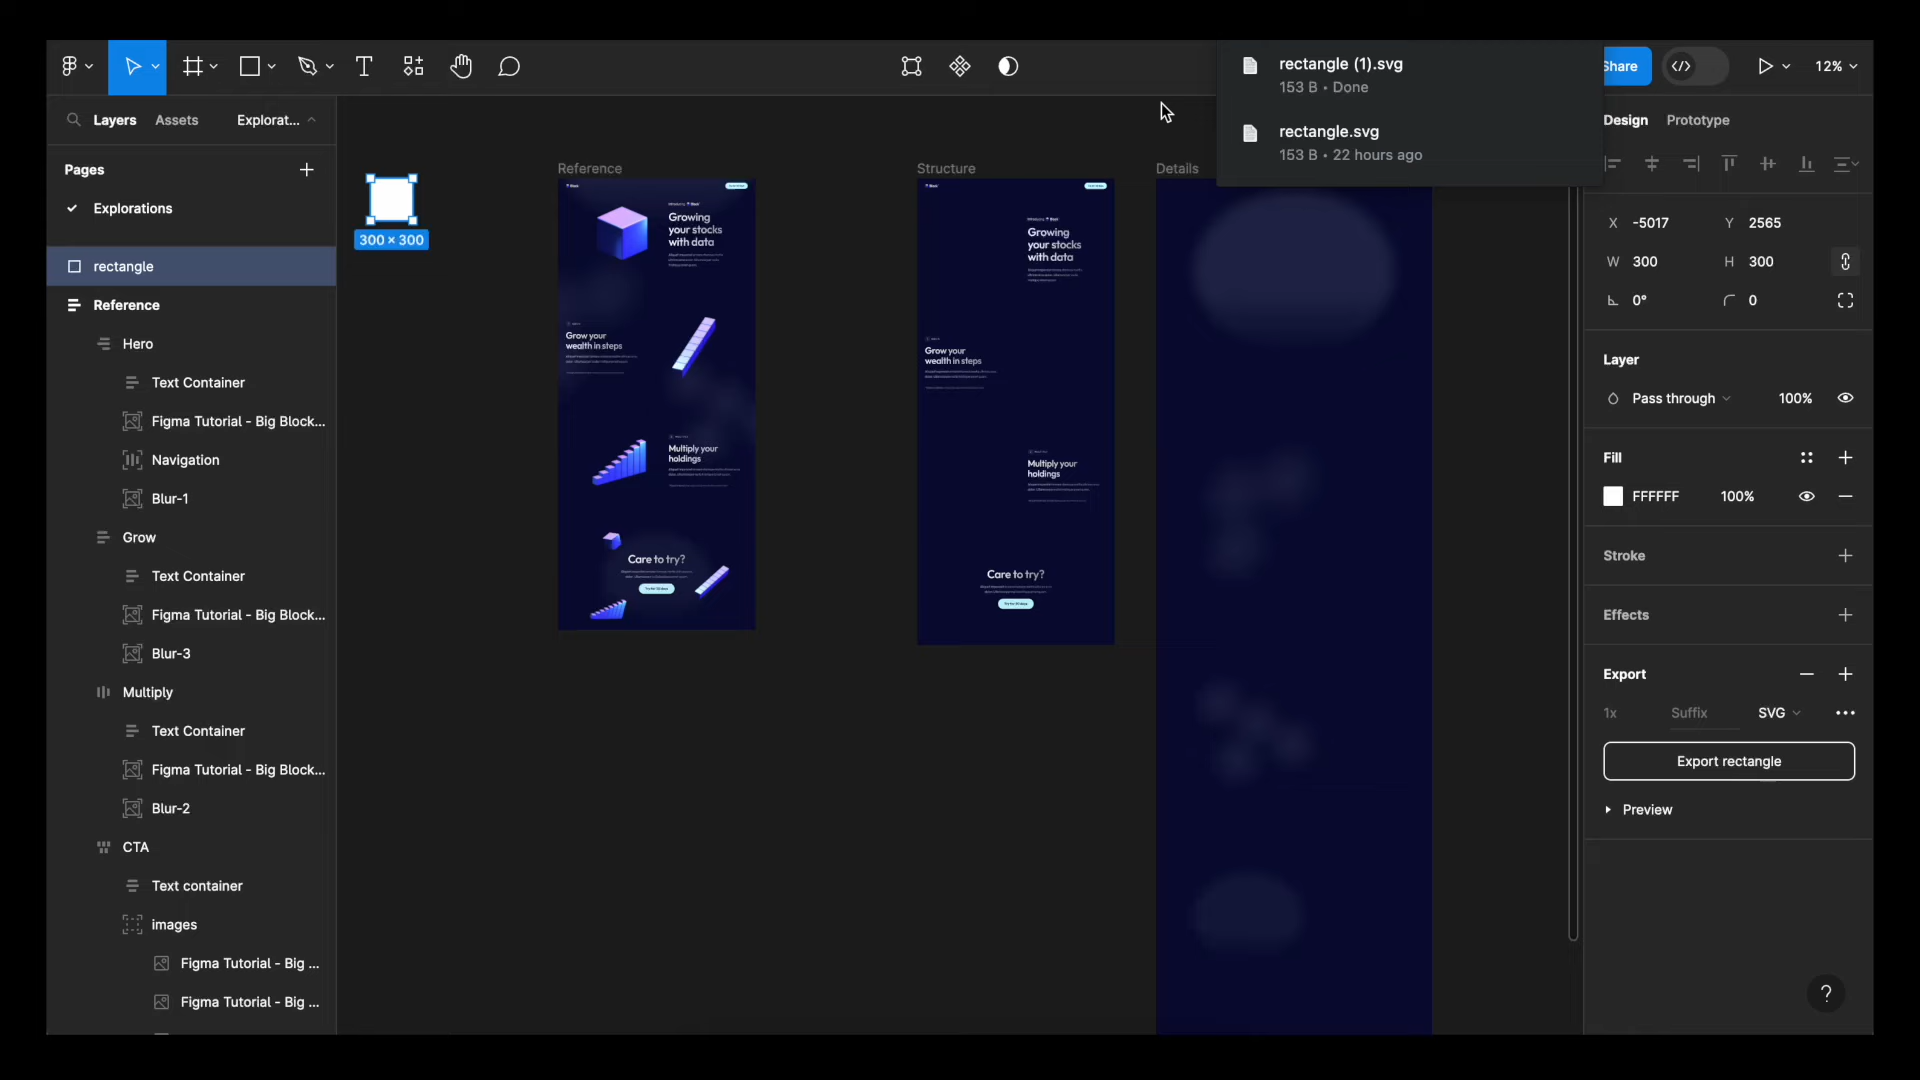 rectangle (1).svg
153 B • Done
rectangle.svg
153 B • 22 hours ago
Share
12%
Layers
Assets
Explorat...
Pages
Explorations
rectangle
Reference
Hero
Text Container
Figma Tutorial - Big Block...
Navigation
Blur-1
Grow
Text Container
Figma Tutorial - Big Block...
Blur-3
Multiply
Text Container
Figma Tutorial - Big Block...
Blur-2
CTA
Text container
images
Figma Tutorial - Big ...
Figma Tutorial - Big ...
300 × 300
Reference
Growing
your stocks
with data
Grow your
wealth in steps
Multiply your
holdings
Care to try?
Structure
Growing
your stocks
with data
Grow your
wealth in steps
Multiply your
holdings
Care to try?
Details
Design
Prototype
X -5017
Y 2565
W 300
H 300
0°
0
Layer
Pass through
100%
Fill
FFFFFF
100%
Stroke
Effects
Export
1x
Suffix
SVG
Export rectangle
Preview
?